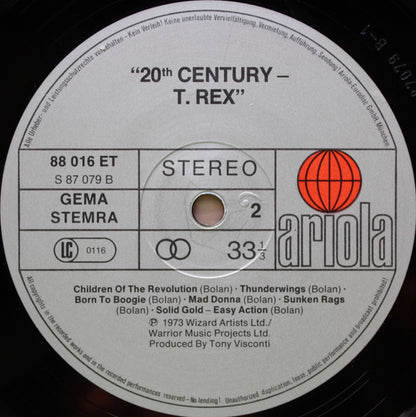 Alle Urheber- und Leistungsschutzrechte vorbehalten - Kein Verleih! Keine unerlaubte Vervielfältigung, Vermietung, Aufführung, Sendung! Ariola-Eurodisc GmbH München
"20th CENTURY –
T. REX"
88 016 ET
S 87 079 B
STEREO
GEMA
STEMRA
2
LC 0116
33 1/3
ariola
Children Of The Revolution (Bolan) · Thunderwings (Bolan) ·
Born To Boogie (Bolan) · Mad Donna (Bolan) · Sunken Rags
(Bolan) · Solid Gold – Easy Action (Bolan)
℗ 1973 Wizard Artists Ltd./
Warrior Music Projects Ltd.
Produced By Tony Visconti
All copyrights in the recorded works and in the recorded performances reserved – No lending! Unauthorized duplication, lease, public performance and broadcast prohibited!